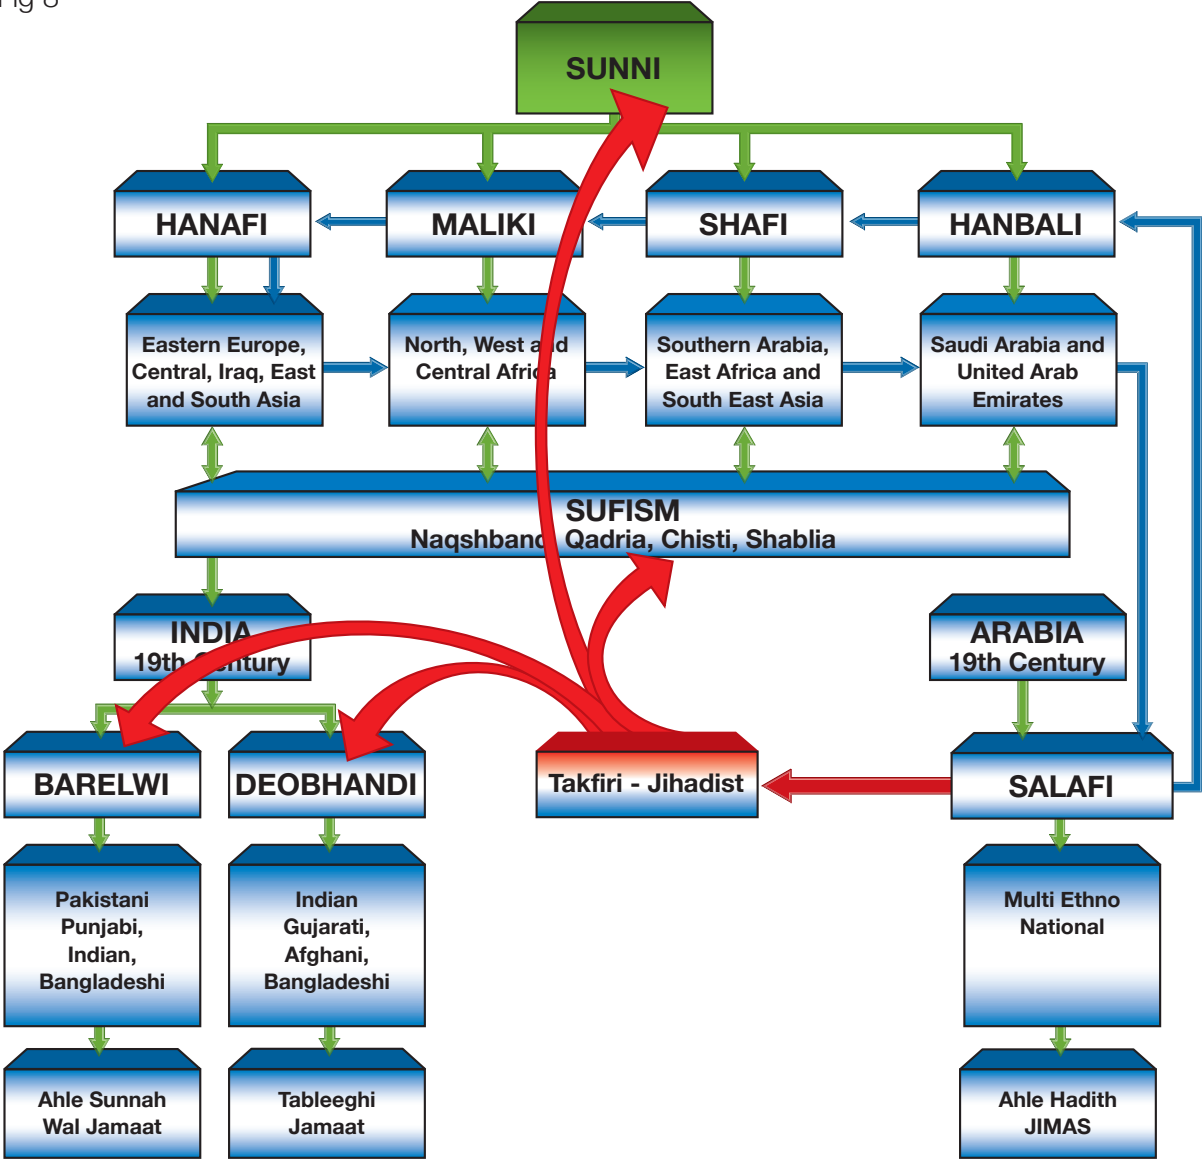 Fig 8
SUNNI
HANAFI
MALIKI
SHAFI
HANBALI
Eastern Europe,
Central, Iraq, East
and South Asia
North, West and
Central Africa
Southern Arabia,
East Africa and
South East Asia
Saudi Arabia and
United Arab
Emirates
SUFISM
Naqshband, Qadria, Chisti, Shablia
INDIA
19th Century
ARABIA
19th Century
BARELWI
DEOBHANDI
Takfiri - Jihadist
SALAFI
Pakistani
Punjabi,
Indian,
Bangladeshi
Indian
Gujarati,
Afghani,
Bangladeshi
Multi Ethno
National
Ahle Sunnah
Wal Jamaat
Tableeghi
Jamaat
Ahle Hadith
JIMAS